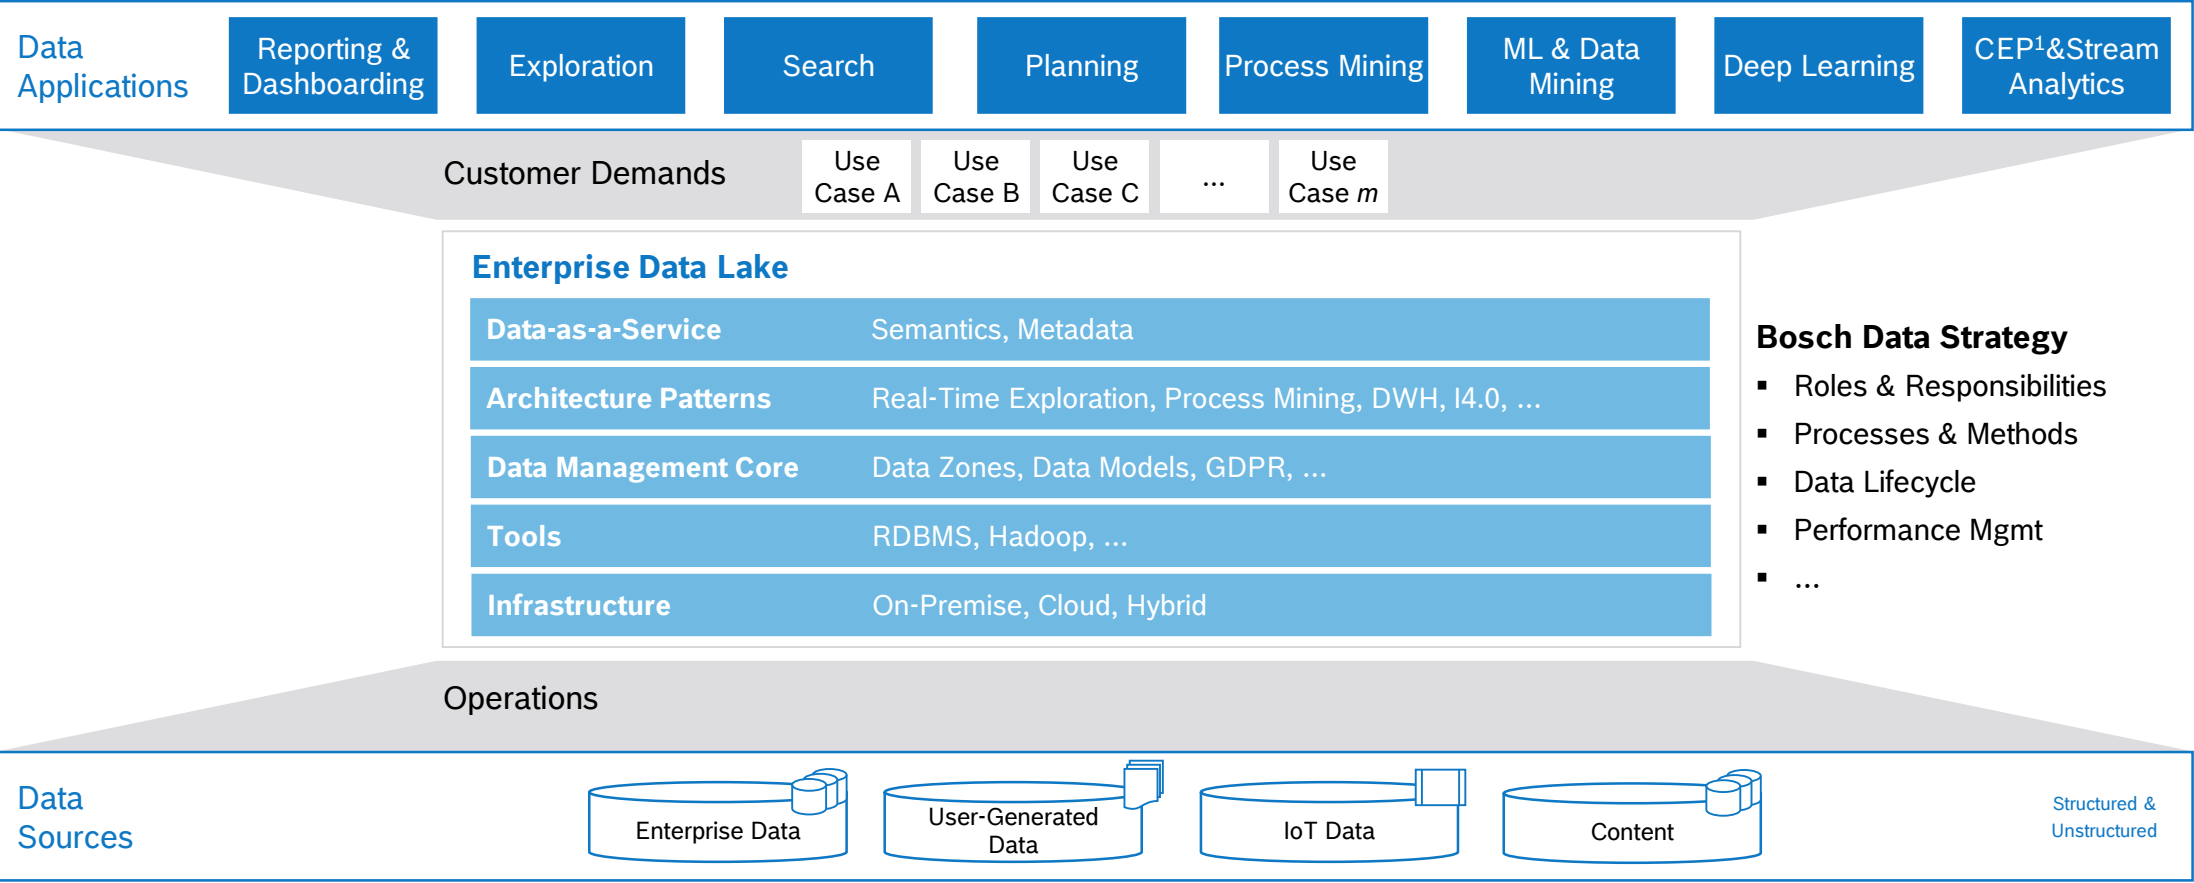 Data
Applications
Reporting &
Dashboarding
Exploration
Search
Planning
Process Mining
ML & Data
Mining
Deep Learning
CEP¹&Stream
Analytics
Customer Demands
Use
Case A
Use
Case B
Use
Case C
...
Use
Case m
Enterprise Data Lake
Data-as-a-Service Semantics, Metadata
Architecture Patterns Real-Time Exploration, Process Mining, DWH, I4.0, ...
Data Management Core Data Zones, Data Models, GDPR, ...
Tools RDBMS, Hadoop, ...
Infrastructure On-Premise, Cloud, Hybrid
Bosch Data Strategy
▪ Roles & Responsibilities
▪ Processes & Methods
▪ Data Lifecycle
▪ Performance Mgmt
▪ ...
Operations
Data
Sources
Enterprise Data
User-Generated
Data
IoT Data
Content
Structured &
Unstructured